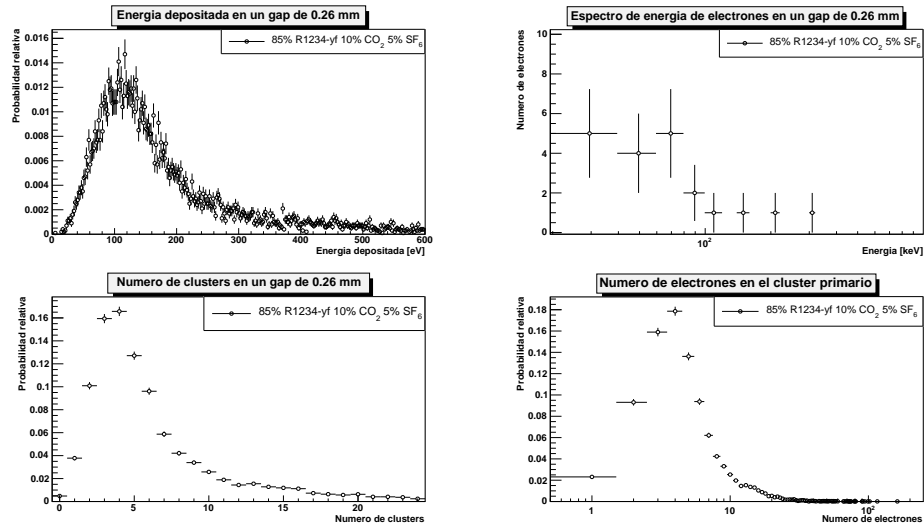 Energia depositada en un gap de 0.26 mm
85% R1234-yf 10% CO2 5% SF6
Probabilidad relativa
0.016
0.014
0.012
0.01
0.008
0.006
0.004
0.002
0
0 100 200 300 400 500 600
Energia depositada [eV]
Espectro de energia de electrones en un gap de 0.26 mm
85% R1234-yf 10% CO2 5% SF6
Numero de electrones
10
8
6
4
2
0
10²
Energia [keV]
Numero de clusters en un gap de 0.26 mm
85% R1234-yf 10% CO2 5% SF6
Probabilidad relativa
0.16
0.14
0.12
0.1
0.08
0.06
0.04
0.02
0
0 5 10 15 20
Numero de clusters
Numero de electrones en el cluster primario
85% R1234-yf 10% CO2 5% SF6
Probabilidad relativa
0.18
0.16
0.14
0.12
0.1
0.08
0.06
0.04
0.02
0
1 10 10²
Numero de electrones